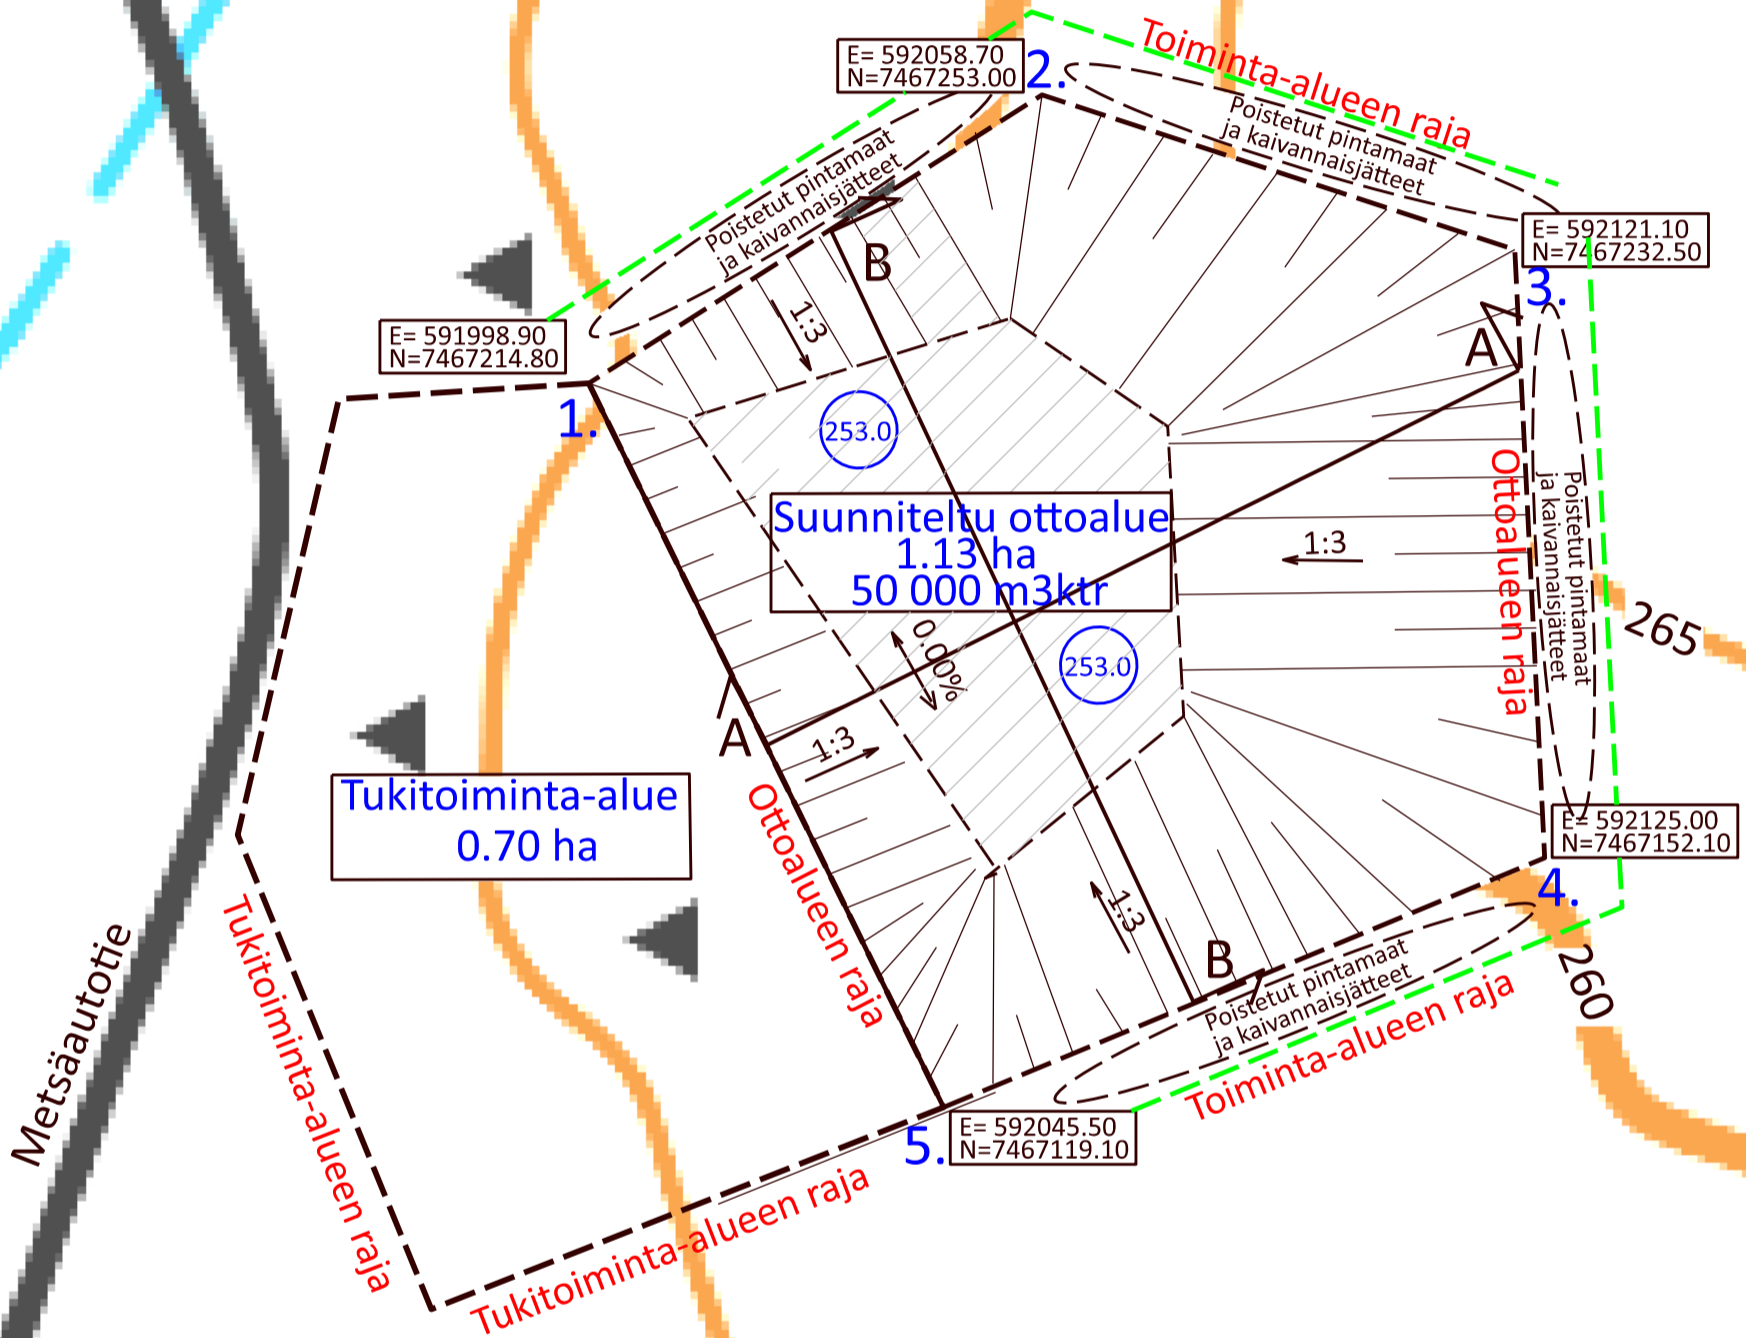 E= 592058.70
N=7467253.00
2.
Toiminta-alueen raja
Poistetut pintamaat
ja kaivannaisjätteet
Poistetut pintamaat
ja kaivannaisjätteet
E= 592121.10
N=7467232.50
3.
B
A
E= 591998.90
N=7467214.80
1.
1:3
253.0
Suunniteltu ottoalue
1.13 ha
50 000 m3ktr
1:3
Ottoalueen raja
Poistetut pintamaat
ja kaivannaisjätteet
265
0.00%
253.0
A
1:3
Tukitoiminta-alue
0.70 ha
Ottoalueen raja
E= 592125.00
N=7467152.10
4.
1:3
B
260
Poistetut pintamaat
ja kaivannaisjätteet
Toiminta-alueen raja
Metsäautotie
Tukitoiminta-alueen raja
5.
E= 592045.50
N=7467119.10
Tukitoiminta-alueen raja